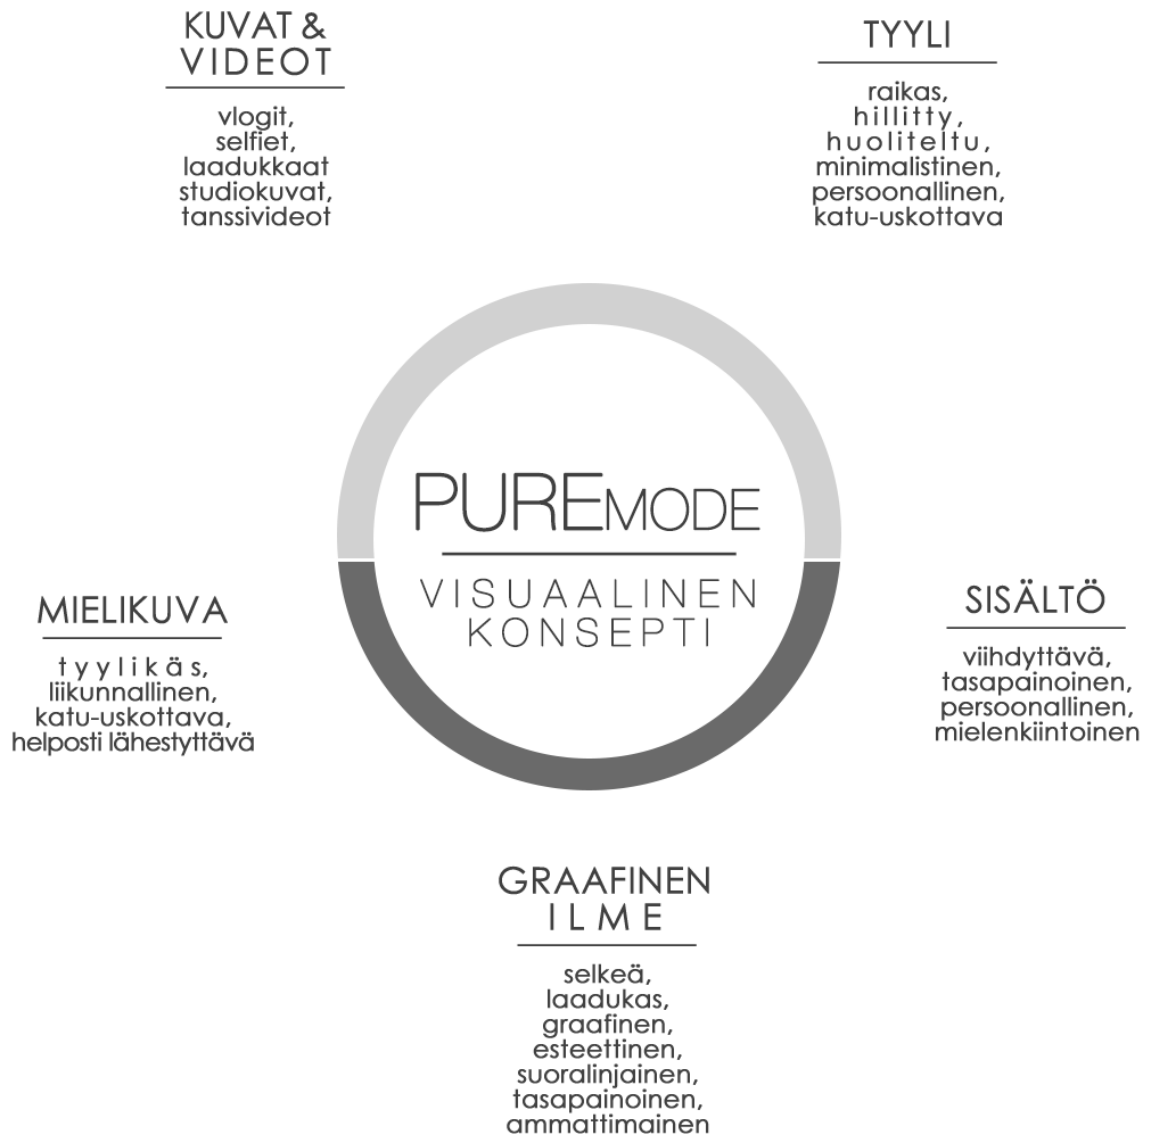 KUVAT &
VIDEOT
vlogit,
selfiet,
laadukkaat
studiokuvat,
tanssivideot
TYYLI
raikas,
hillitty,
huoliteltu,
minimalistinen,
persoonallinen,
katu-uskottava
PUREMODE
VISUAALINEN
KONSEPTI
MIELIKUVA
tyylikäs,
liikunnallinen,
katu-uskottava,
helposti lähestyttävä
SISÄLTÖ
viihdyttävä,
tasapainoinen,
persoonallinen,
mielenkiintoinen
GRAAFINEN
ILME
selkeä,
laadukas,
graafinen,
esteettinen,
suoralinjainen,
tasapainoinen,
ammattimainen